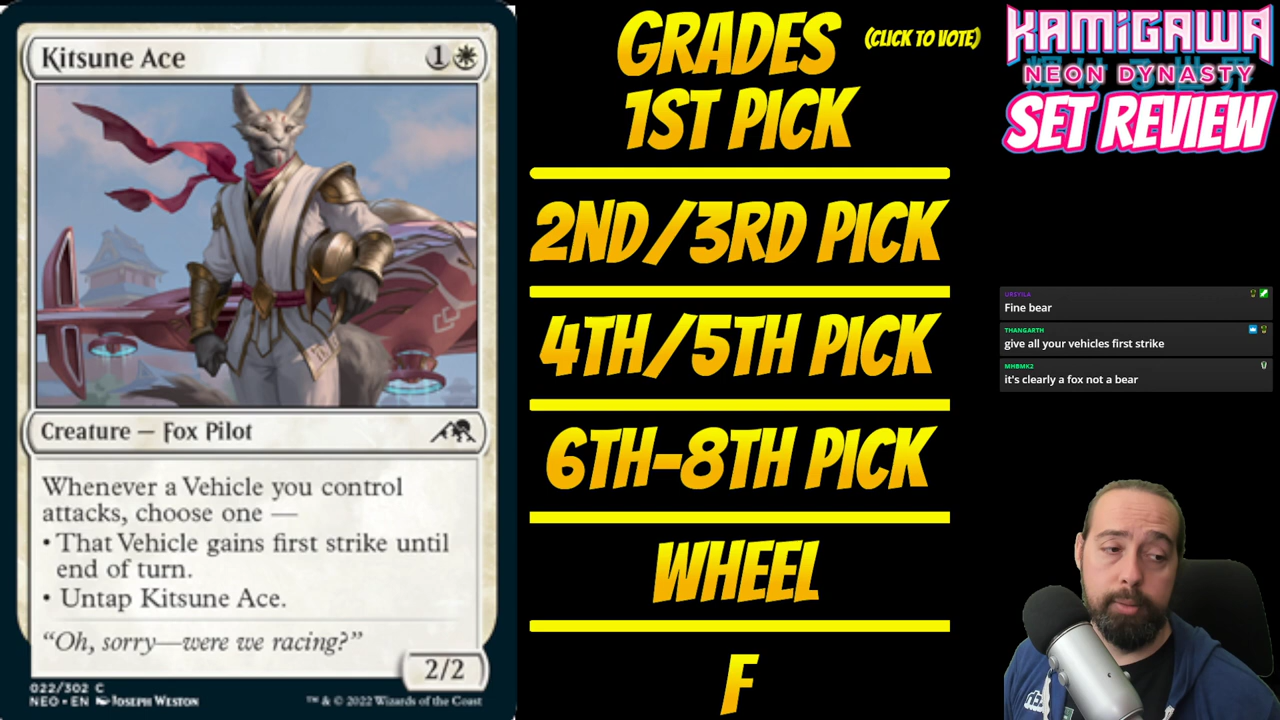 Kitsune Ace 1
Creature — Fox Pilot
Whenever a Vehicle you control
attacks, choose one —
• That Vehicle gains first strike until
end of turn.
• Untap Kitsune Ace.
“Oh, sorry—were we racing?”
2/2
022/302 C
NEO • EN JOSEPH WESTON
™ & © 2022 Wizards of the Coast
GRADES
(CLICK TO VOTE)
1ST PICK
2ND/3RD PICK
4TH/5TH PICK
6TH-8TH PICK
WHEEL
F
KAMIGAWA
NEON DYNASTY
SET REVIEW
URSYILA
Fine bear
THANGARTH
give all your vehicles first strike
MHBMK2
it's clearly a fox not a bear